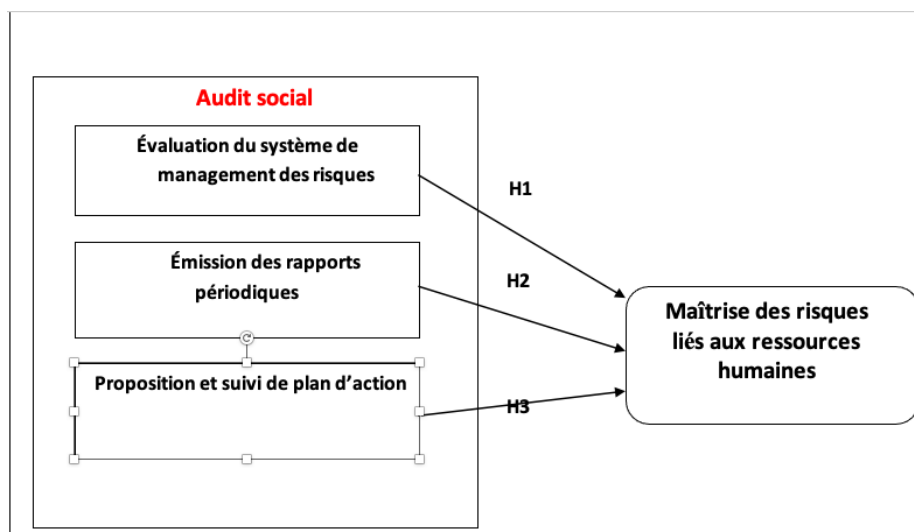 Audit social
Évaluation du système de
management des risques
H1
Émission des rapports
périodiques
H2
Maîtrise des risques
liés aux ressources
humaines
Proposition et suivi de plan d'action
H3